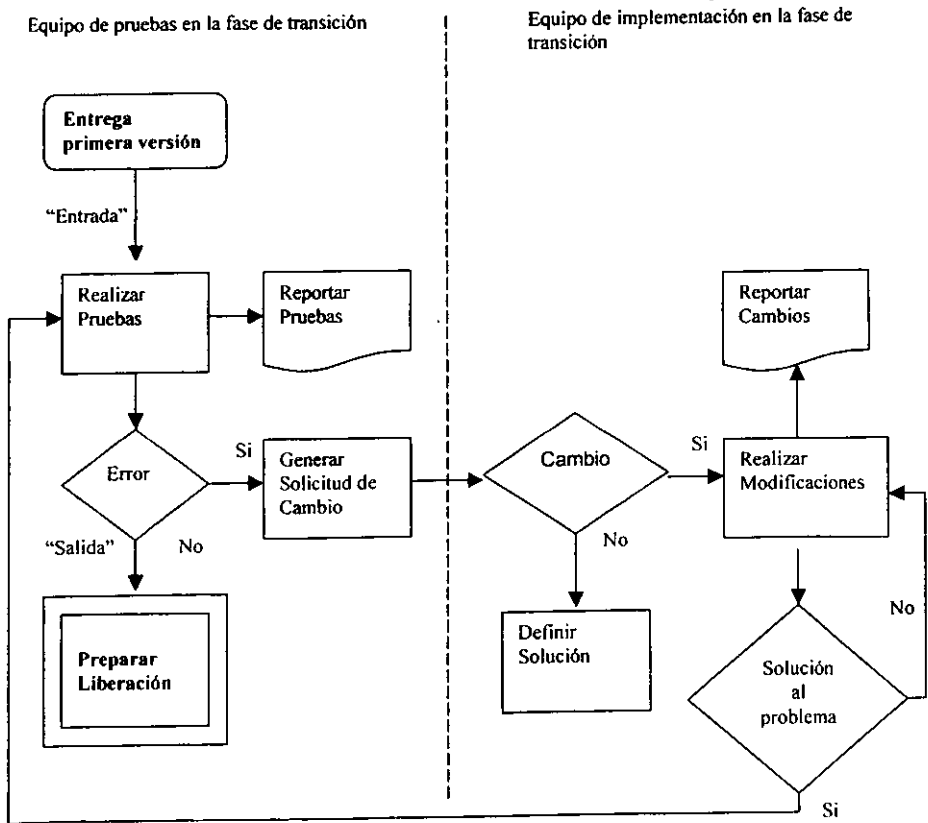 Equipo de pruebas en la fase de transición
Equipo de implementación en la fase de
transición
Entrega
primera versión
"Entrada"
Realizar
Pruebas
Reportar
Pruebas
Reportar
Cambios
Error
Si
Generar
Solicitud de
Cambio
Cambio
Si
Realizar
Modificaciones
"Salida"
No
No
No
Preparar
Liberación
Definir
Solución
Solución
al
problema
Si